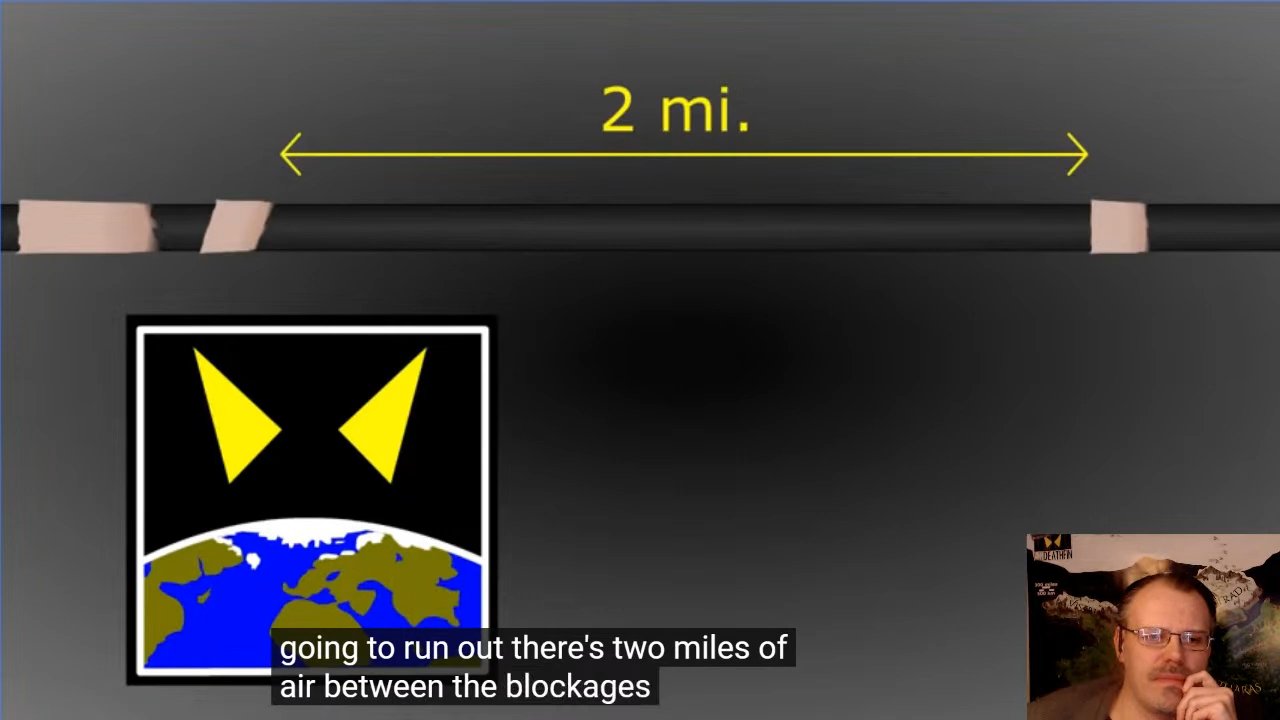 2 mi.
going to run out there's two miles of
air between the blockages
DEATHFIN